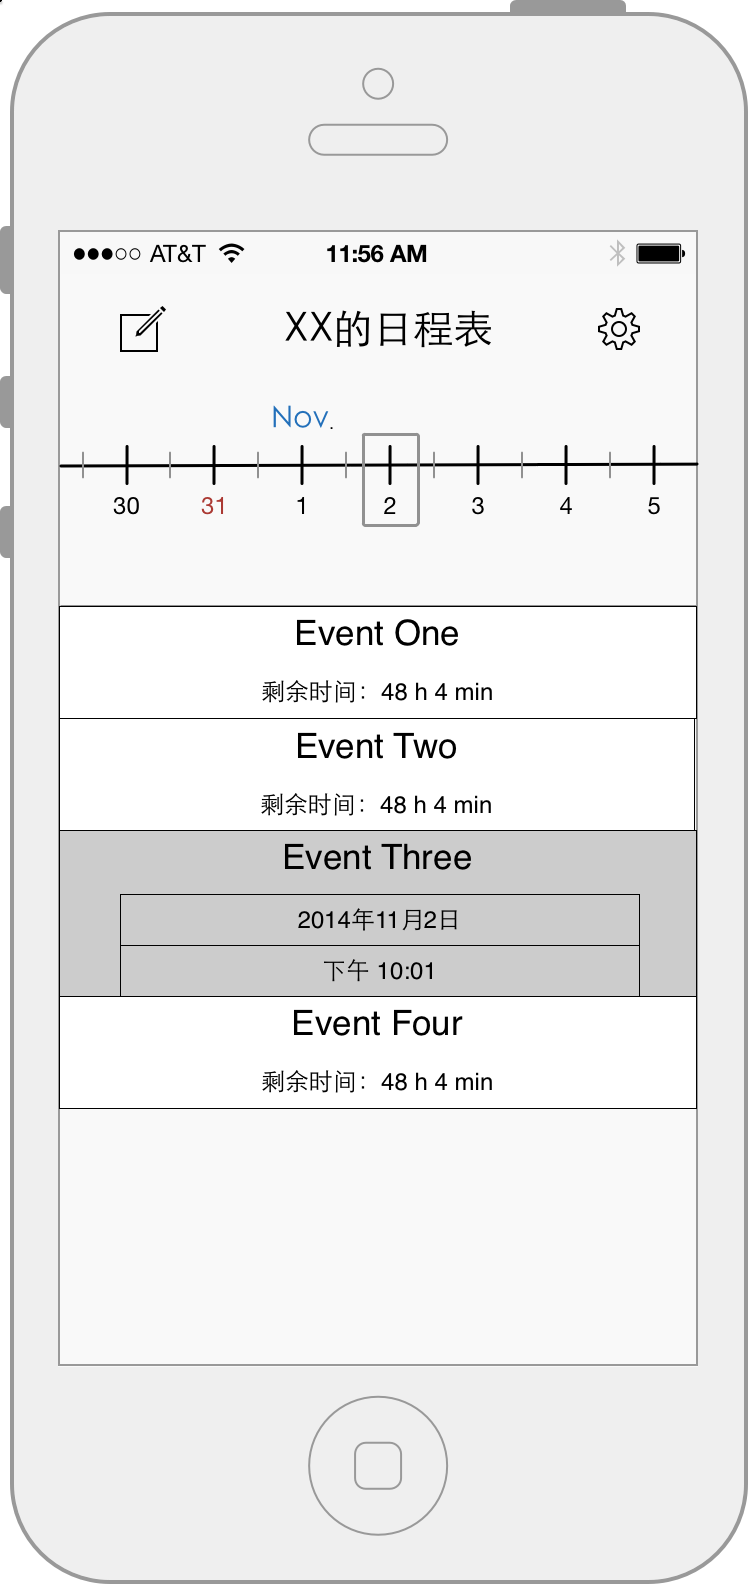 AT&T 11:56 AM
XX的日程表
Nov.
30 31 1 2 3 4 5
Event One
剩余时间：48 h 4 min
Event Two
剩余时间：48 h 4 min
Event Three
2014年11月2日
下午 10:01
Event Four
剩余时间：48 h 4 min